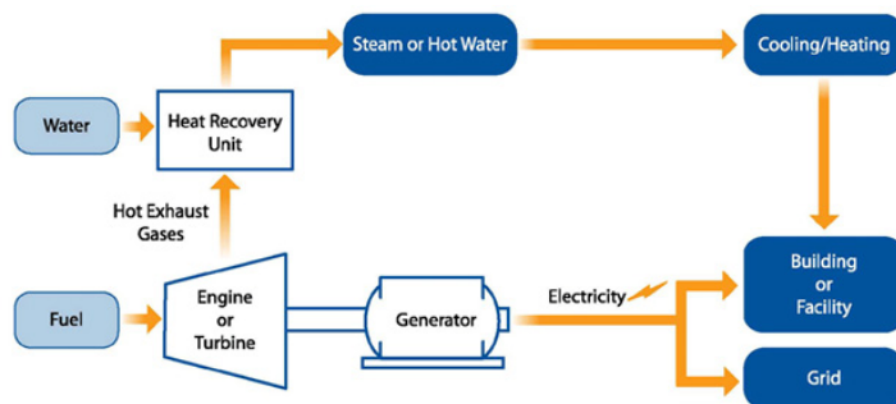 Steam or Hot Water
Cooling/Heating
Water
Heat Recovery
Unit
Hot Exhaust
Gases
Fuel
Engine
or
Turbine
Generator
Electricity
Building
or
Facility
Grid